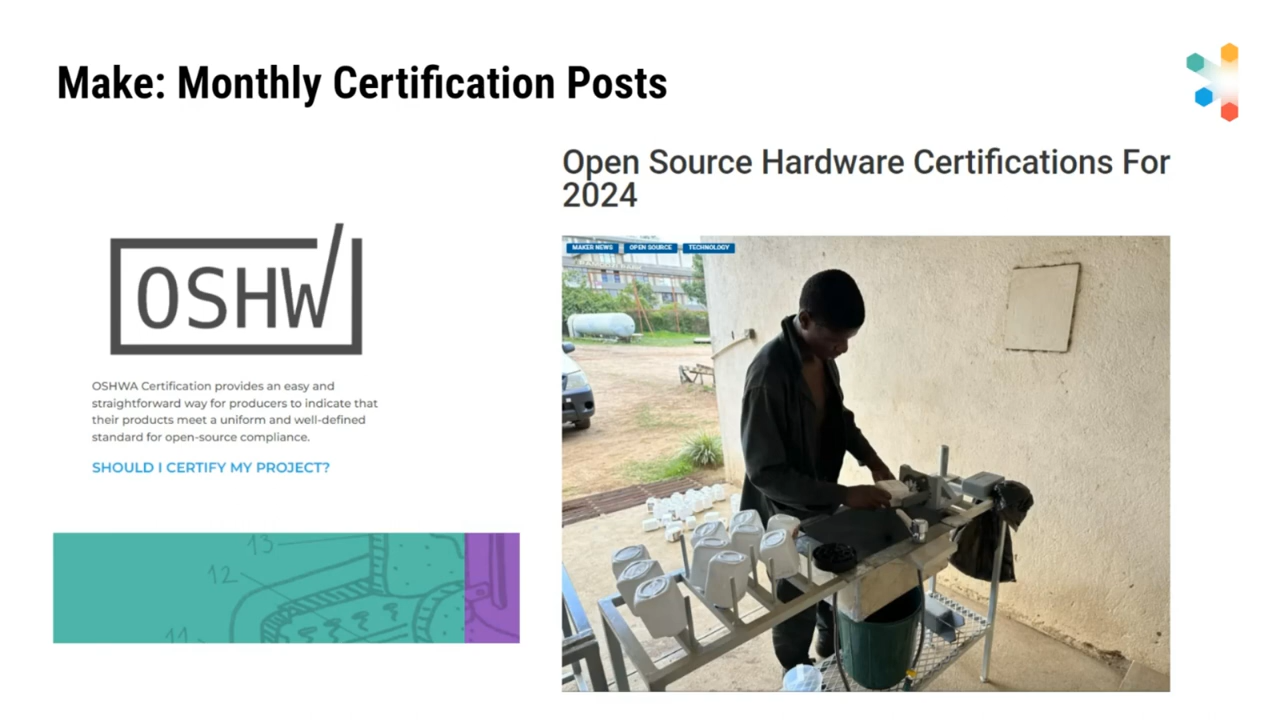 Make: Monthly Certification Posts
OSHW
OSHWA Certification provides an easy and
straightforward way for producers to indicate that
their products meet a uniform and well-defined
standard for open-source compliance.
SHOULD I CERTIFY MY PROJECT?
13
12
11
Open Source Hardware Certifications For
2024
MAKER NEWS OPEN SOURCE TECHNOLOGY